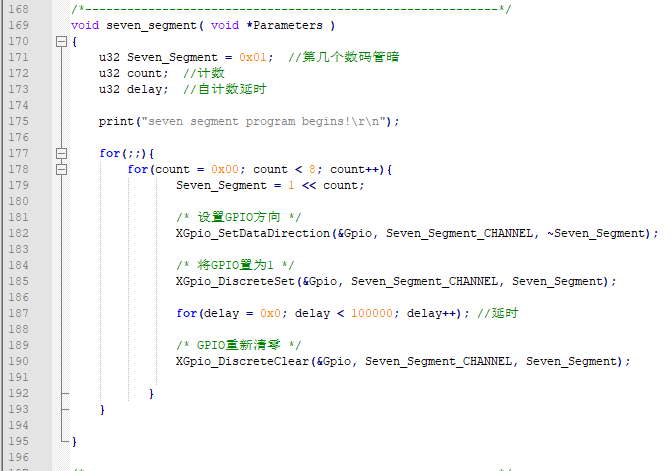 168 /*-----------------------------------------------------------*/
169 void seven_segment( void *Parameters )
170 {
171 u32 Seven_Segment = 0x01; //第几个数码管暗
172 u32 count; //计数
173 u32 delay; //自计数延时
174
175 print("seven segment program begins!\r\n");
176
177 for(;;){
178 for(count = 0x00; count < 8; count++){
179 Seven_Segment = 1 << count;
180
181 /* 设置GPIO方向 */
182 XGpio_SetDataDirection(&Gpio, Seven_Segment_CHANNEL, ~Seven_Segment);
183
184 /* 将GPIO置为1 */
185 XGpio_DiscreteSet(&Gpio, Seven_Segment_CHANNEL, Seven_Segment);
186
187 for(delay = 0x0; delay < 100000; delay++); //延时
188
189 /* GPIO重新清零 */
190 XGpio_DiscreteClear(&Gpio, Seven_Segment_CHANNEL, Seven_Segment);
191
192 }
193 }
194
195 }
196